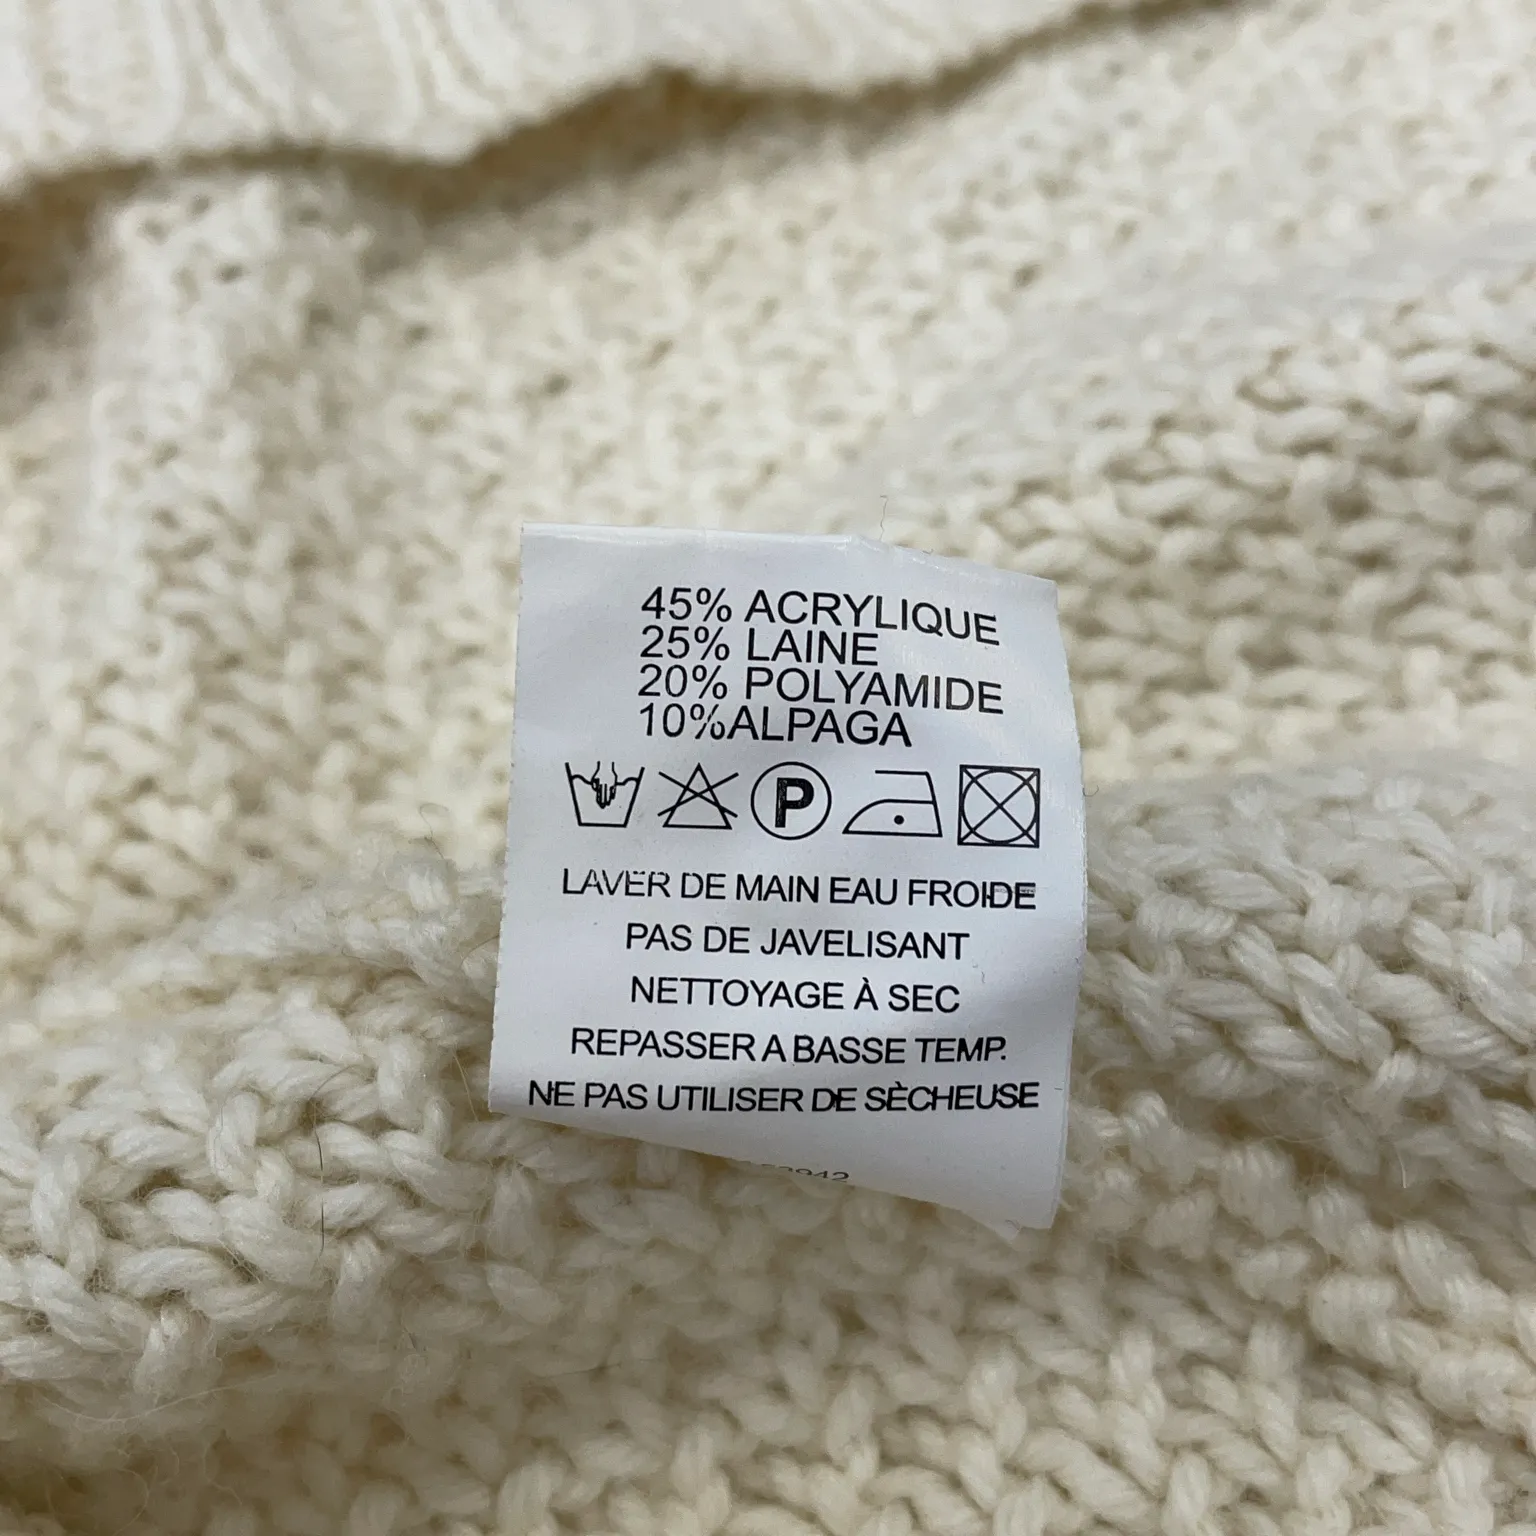 45% ACRYLIQUE
25% LAINE
20% POLYAMIDE
10%ALPAGA
P
LAVER DE MAIN EAU FROIDE
PAS DE JAVELISANT
NETTOYAGE À SEC
REPASSER A BASSE TEMP.
NE PAS UTILISER DE SÈCHEUSE